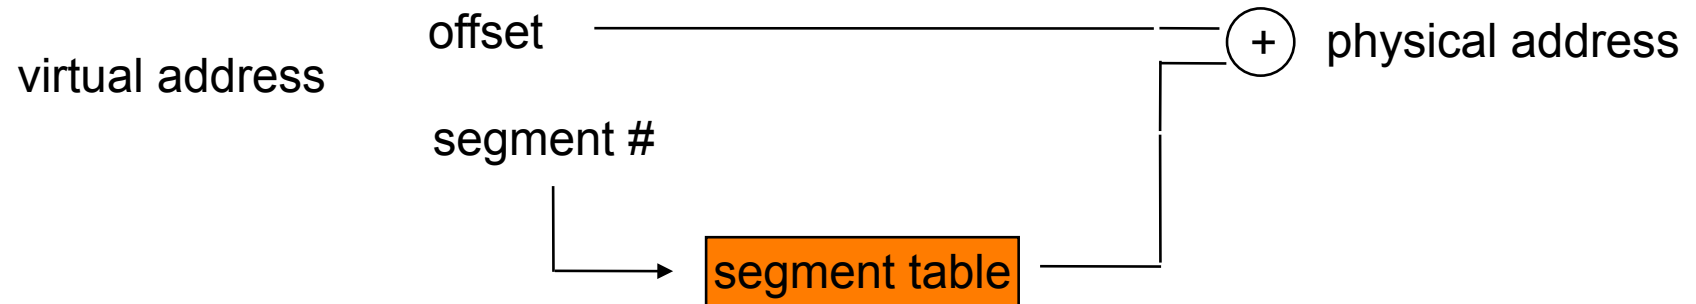 offset
+
physical address
virtual address
segment #
segment table